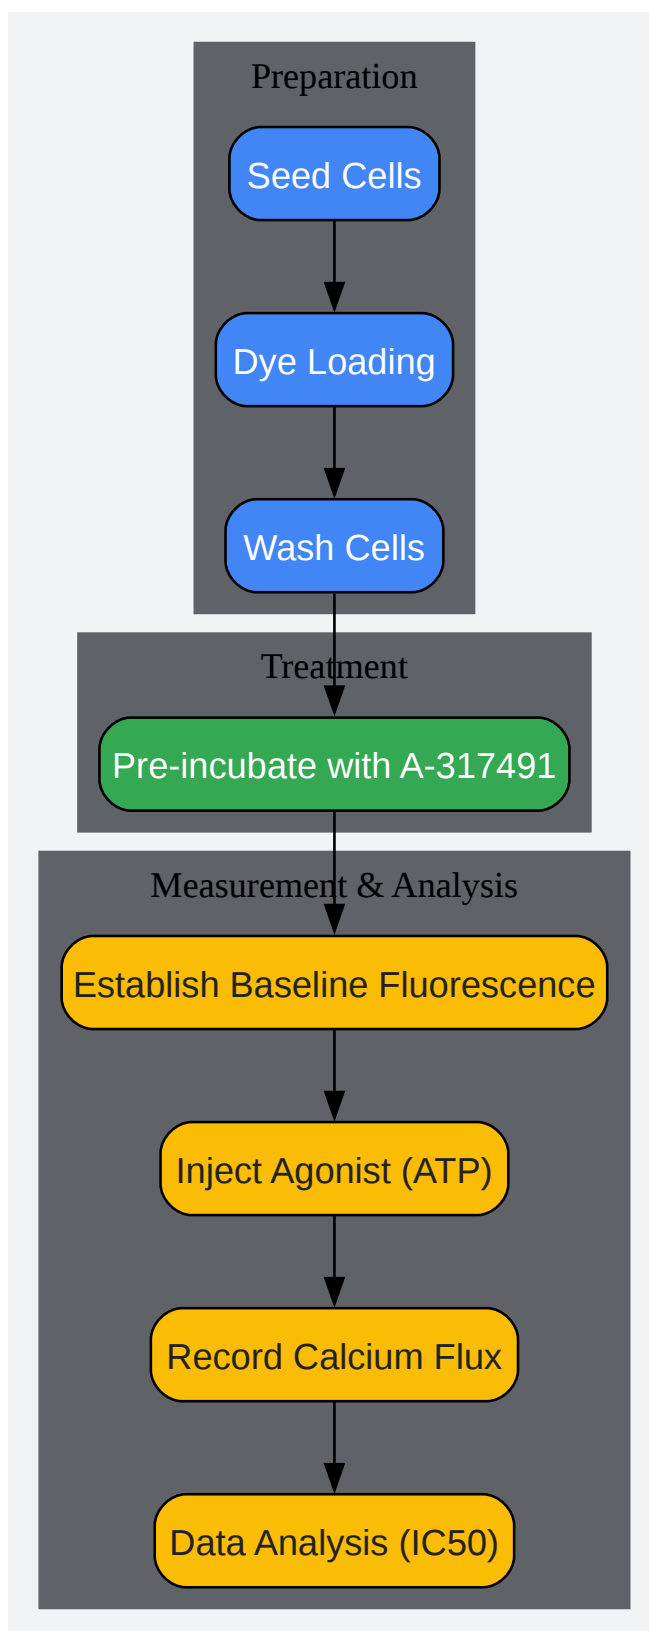 Preparation
Seed Cells
Dye Loading
Wash Cells
Treatment
Pre-incubate with A-317491
Measurement & Analysis
Establish Baseline Fluorescence
Inject Agonist (ATP)
Record Calcium Flux
Data Analysis (IC50)